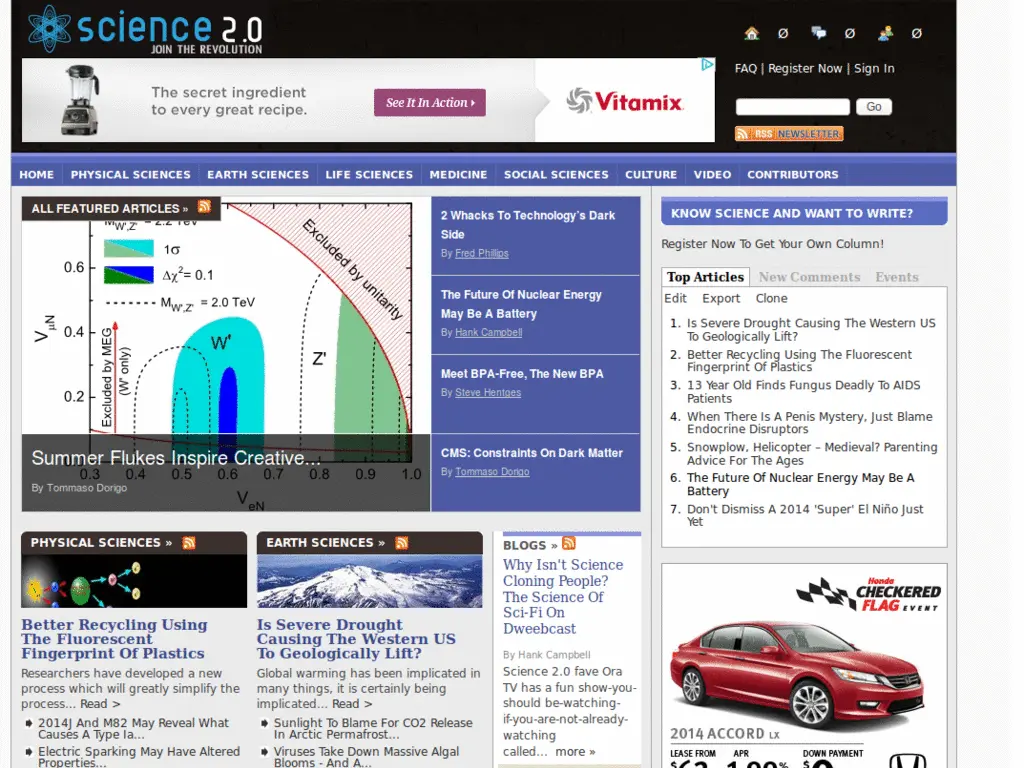 science 2.0
JOIN THE REVOLUTION
FAQ | Register Now | Sign In
The secret ingredient
to every great recipe.
See It In Action
Vitamix
Go
RSS NEWSLETTER
HOME PHYSICAL SCIENCES EARTH SCIENCES LIFE SCIENCES MEDICINE SOCIAL SCIENCES CULTURE VIDEO CONTRIBUTORS
ALL FEATURED ARTICLES »
M_W',Z' = 2.2 TeV
1σ
Δχ²= 0.1
M_W',Z' = 2.0 TeV
Excluded by unitarity
V_μN
0.6
0.4
0.2
Excluded by MEG
(W' only)
W'
Z'
0.3 0.4 0.5 0.6 0.7 0.8 0.9 1.0
V_eN
Summer Flukes Inspire Creative...
By Tommaso Dorigo
2 Whacks To Technology's Dark
Side
By Fred Phillips
The Future Of Nuclear Energy
May Be A Battery
By Hank Campbell
Meet BPA-Free, The New BPA
By Steve Hentges
CMS: Constraints On Dark Matter
By Tommaso Dorigo
KNOW SCIENCE AND WANT TO WRITE?
Register Now To Get Your Own Column!
Top Articles New Comments Events
Edit Export Clone
1. Is Severe Drought Causing The Western US
To Geologically Lift?
2. Better Recycling Using The Fluorescent
Fingerprint Of Plastics
3. 13 Year Old Finds Fungus Deadly To AIDS
Patients
4. When There Is A Penis Mystery, Just Blame
Endocrine Disruptors
5. Snowplow, Helicopter – Medieval? Parenting
Advice For The Ages
6. The Future Of Nuclear Energy May Be A
Battery
7. Don't Dismiss A 2014 'Super' El Niño Just
Yet
PHYSICAL SCIENCES »
Better Recycling Using
The Fluorescent
Fingerprint Of Plastics
Researchers have developed a new
process which will greatly simplify the
process... Read >
2014J And M82 May Reveal What
Causes A Type Ia...
Electric Sparking May Have Altered
Properties...
EARTH SCIENCES »
Is Severe Drought
Causing The Western US
To Geologically Lift?
Global warming has been implicated in
many things, it is certainly being
implicated... Read >
Sunlight To Blame For CO2 Release
In Arctic Permafrost...
Viruses Take Down Massive Algal
Blooms - And A...
BLOGS »
Why Isn't Science
Cloning People?
The Science Of
Sci-Fi On
Dweebcast
By Hank Campbell
Science 2.0 fave Ora
TV has a fun show-you-
should be-watching-
if-you-are-not-already-
watching
called... more »
Honda
CHECKERED
FLAG EVENT
2014 ACCORD LX
LEASE FROM APR DOWN PAYMENT